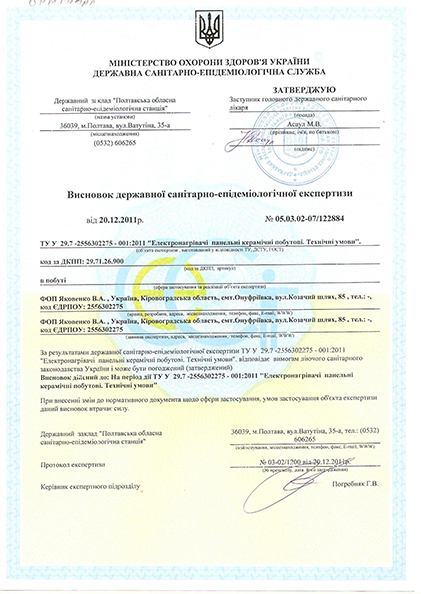 МІНІСТЕРСТВО ОХОРОНИ ЗДОРОВ'Я УКРАЇНИ
ДЕРЖАВНА САНІТАРНО-ЕПІДЕМІОЛОГІЧНА СЛУЖБА
ЗАТВЕРДЖУЮ
Державний заклад "Полтавська обласна
санітарно-епідеміологічна станція"
(назва установи)
36039, м.Полтава, вул.Ватутіна, 35-а
(місцезнаходження)
(0532) 606265
Заступник головного державного санітарного
лікаря
(посада)
Асаул М.В.
(прізвище, ім'я, по батькові)
(підпис)
Висновок державної санітарно-епідеміологічної експертизи
від 20.12.2011р.
№ 05.03.02-07/122884
ТУ У 29.7 -2556302275 - 001:2011 "Електронагрівачі панельні керамічні побутові. Технічні умови".
(об'єкта експертизи, виготовлений у відповідності ТУ, ДСТУ, ГОСТ)
код за ДКПП: 29.71.26.900
(код за ДКПП, артикул)
в побуті
(сфера застосування та реалізації об'єкта експертизи)
ФОП Яковенко В.А. , Україна, Кіровоградська область, смт.Онуфріївка, вул.Козачий шлях, 85 , тел.: -,
код ЄДРПОУ: 2556302275
(країна, виробник, адреса, місцезнаходження, телефон, факс, E-mail, WWW)
ФОП Яковенко В.А. , Україна, Кіровоградська область, смт.Онуфріївка, вул.Козачий шлях, 85 , тел.: -,
код ЄДРПОУ: 2556302275
(заявник експертизи, адреса, місцезнаходження, телефон, факс, E-mail, WWW)
За результатами державної санітарно-епідеміологічної експертизи ТУ У 29.7 -2556302275 - 001:2011
"Електронагрівачі панельні керамічні побутові. Технічні умови". відповідає вимогам діючого санітарного
законодавства України і може бути погоджений (затверджений)
Висновок дійсний до: На період дії ТУ У 29.7 -2556302275 - 001:2011 "Електронагрівачі панельні
керамічні побутові. Технічні умови"
При внесенні змін до нормативного документа щодо сфери застосування, умов застосування об'єкта експертизи
даний висновок втрачає силу.
Державний заклад "Полтавська обласна
санітарно-епідеміологічна станція"
36039, м.Полтава, вул.Ватутіна, 35-а, тел.: (0532)
606265
(місцезнаходження, телефон, факс, E-mail, WWW)
Протокол експертизи
№ 03-02/1200 від 20.12.2011р.
(№ протоколу, дата його затвердження)
Керівник експертного підрозділу
Погребняк Г.В.